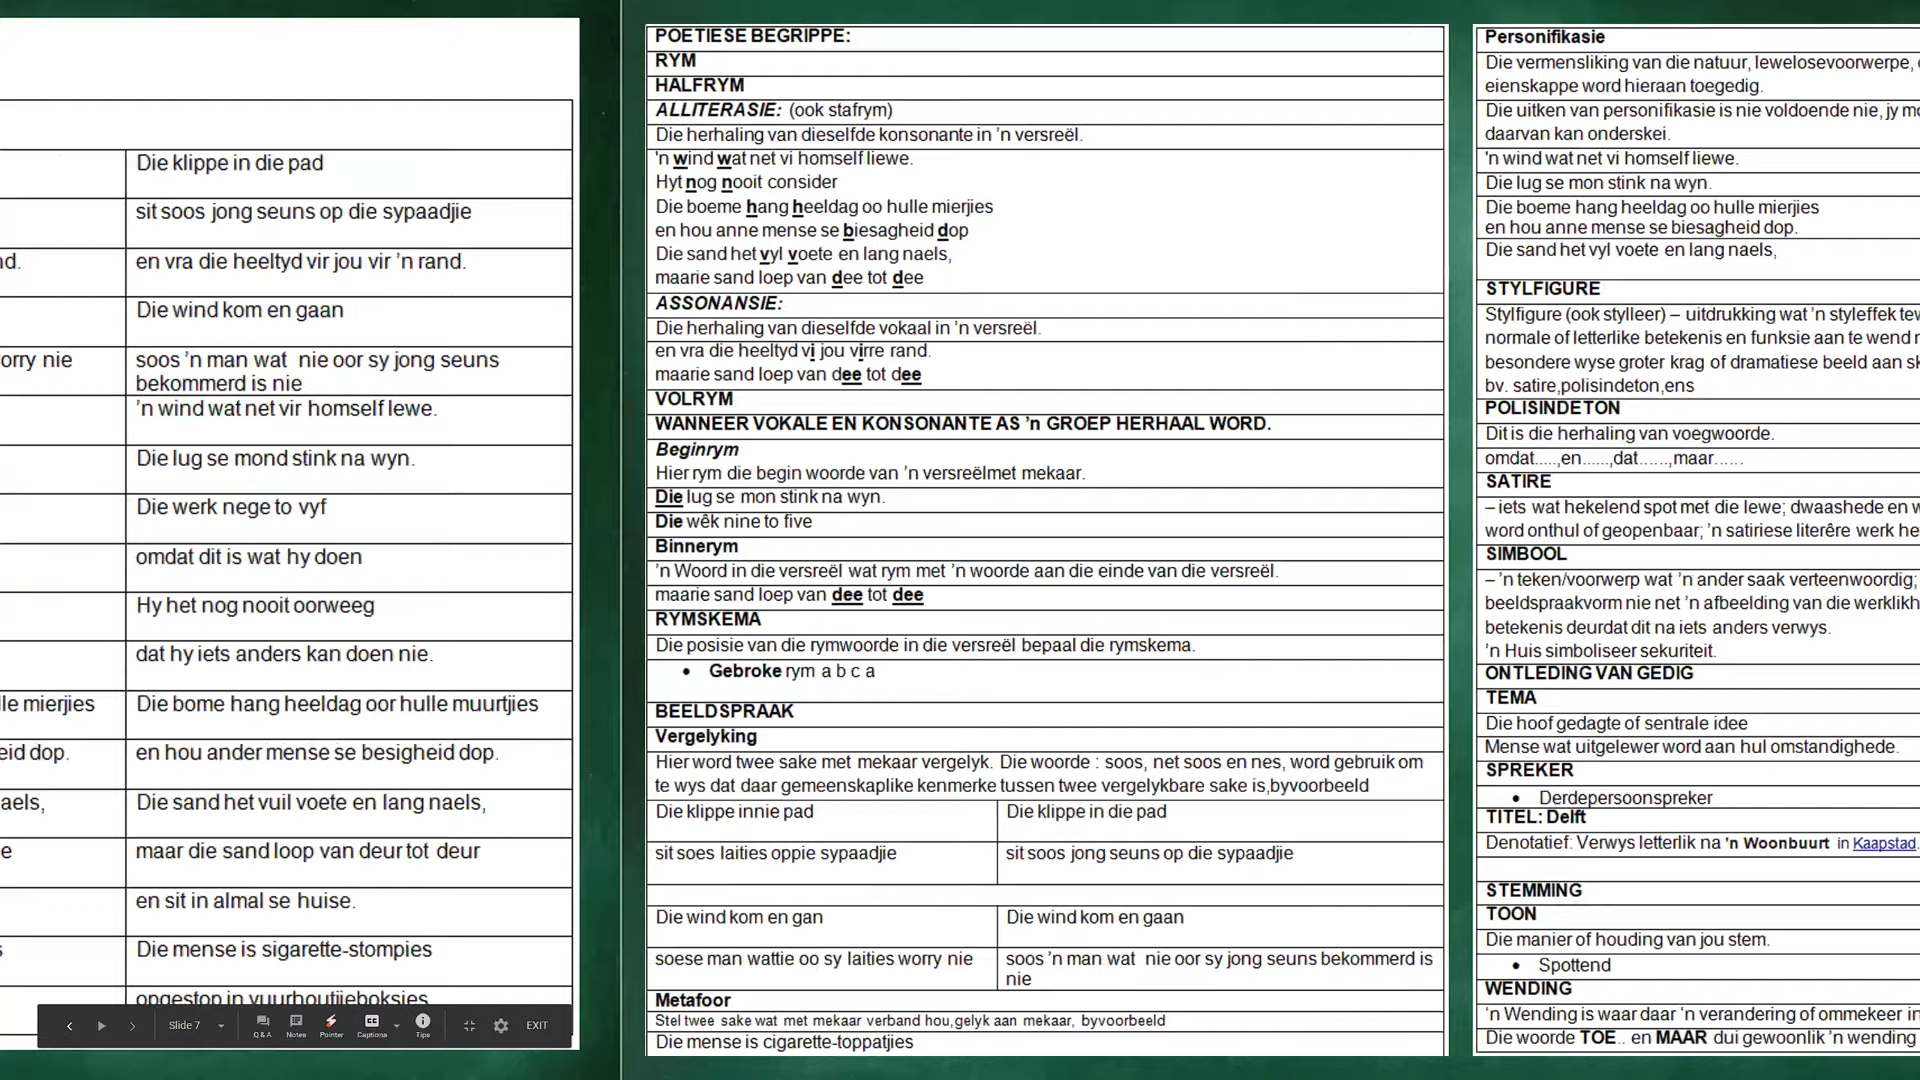 Die klippe in die pad
sit soos jong seuns op die sypaadjie
nd. en vra die heeltyd vir jou vir ’n rand.
Die wind kom en gaan
orry nie soos ’n man wat nie oor sy jong seuns
bekommerd is nie
’n wind wat net vir homself lewe.
Die lug se mond stink na wyn.
Die werk nege to vyf
omdat dit is wat hy doen
Hy het nog nooit oorweeg
dat hy iets anders kan doen nie.
lle mierjies Die bome hang heeldag oor hulle muurtjies
eid dop. en hou ander mense se besigheid dop.
aels, Die sand het vuil voete en lang naels,
e maar die sand loop van deur tot deur
en sit in almal se huise.
s Die mense is sigarette-stompies
opgestop in vuurhoutjieboksies
Slide 7
Q & A Notes Pointer Captions Tips EXIT
POETIESE BEGRIPPE:
RYM
HALFRYM
ALLITERASIE: (ook stafrym)
Die herhaling van dieselfde konsonante in ’n versreël.
'n wind wat net vi homself liewe.
Hyt nog nooit consider
Die boeme hang heeldag oo hulle mierjies
en hou anne mense se biesagheid dop
Die sand het vyl voete en lang naels,
maarie sand loep van dee tot dee
ASSONANSIE:
Die herhaling van dieselfde vokaal in ’n versreël.
en vra die heeltyd vi jou virre rand.
maarie sand loep van dee tot dee
VOLRYM
WANNEER VOKALE EN KONSONANTE AS ’n GROEP HERHAAL WORD.
Beginrym
Hier rym die begin woorde van ’n versreëlmet mekaar.
Die lug se mon stink na wyn.
Die wêk nine to five
Binnerym
’n Woord in die versreël wat rym met ’n woorde aan die einde van die versreël.
maarie sand loep van dee tot dee
RYMSKEMA
Die posisie van die rymwoorde in die versreël bepaal die rymskema.
• Gebroke rym a b c a
BEELDSPRAAK
Vergelyking
Hier word twee sake met mekaar vergelyk. Die woorde : soos, net soos en nes, word gebruik om
te wys dat daar gemeenskaplike kenmerke tussen twee vergelykbare sake is,byvoorbeeld
Die klippe innie pad Die klippe in die pad
sit soes laities oppie sypaadjie sit soos jong seuns op die sypaadjie
Die wind kom en gan Die wind kom en gaan
soese man wattie oo sy laities worry nie soos ’n man wat nie oor sy jong seuns bekommerd is
nie
Metafoor
Stel twee sake wat met mekaar verband hou,gelyk aan mekaar, byvoorbeeld
Die mense is cigarette-toppatjies
Personifikasie
Die vermensliking van die natuur, lewelosevoorwerpe,
eienskappe word hieraan toegedig.
Die uitken van personifikasie is nie voldoende nie, jy mo
daarvan kan onderskei.
'n wind wat net vi homself liewe.
Die lug se mon stink na wyn.
Die boeme hang heeldag oo hulle mierjies
en hou anne mense se biesagheid dop.
Die sand het vyl voete en lang naels,
STYLFIGURE
Stylfigure (ook stylleer) – uitdrukking wat ’n styleffek tew
normale of letterlike betekenis en funksie aan te wend n
besondere wyse groter krag of dramatiese beeld aan sk
bv. satire,polisindeton,ens
POLISINDETON
Dit is die herhaling van voegwoorde.
omdat.....,en......,dat......,maar......
SATIRE
– iets wat hekelend spot met die lewe; dwaashede en w
word onthul of geopenbaar; ’n satiriese literêre werk he
SIMBOOL
– ’n teken/voorwerp wat ’n ander saak verteenwoordig;
beeldspraakvorm nie net ’n afbeelding van die werklikh
betekenis deurdat dit na iets anders verwys.
’n Huis simboliseer sekuriteit.
ONTLEDING VAN GEDIG
TEMA
Die hoof gedagte of sentrale idee
Mense wat uitgelewer word aan hul omstandighede.
SPREKER
• Derdepersoonspreker
TITEL: Delft
Denotatief: Verwys letterlik na ’n Woonbuurt in Kaapstad.
STEMMING
TOON
Die manier of houding van jou stem.
• Spottend
WENDING
‘n Wending is waar daar ’n verandering of ommekeer in
Die woorde TOE.. en MAAR dui gewoonlik ’n wending